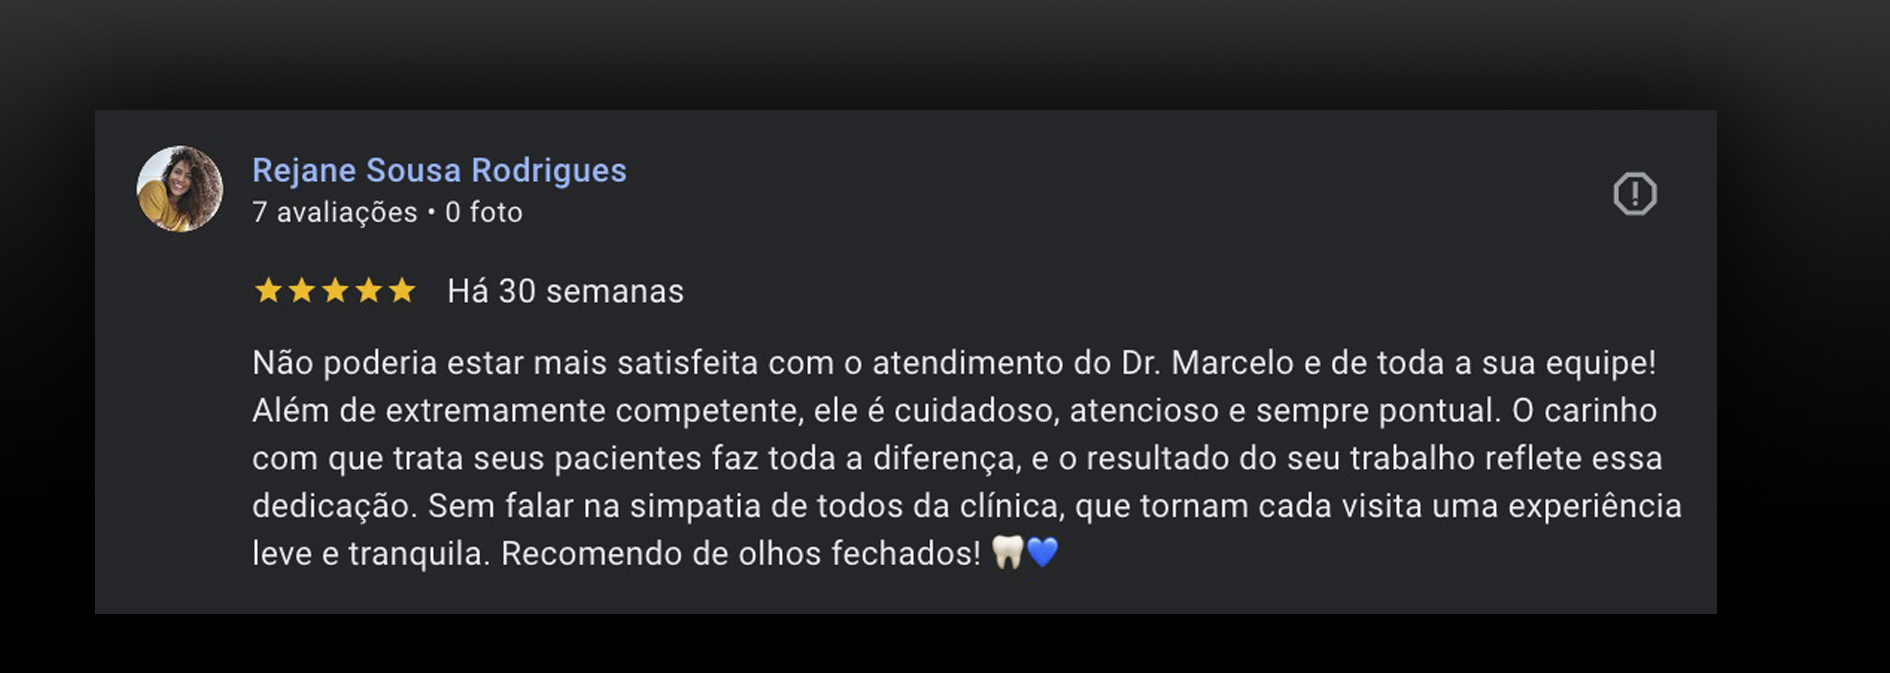 Rejane Sousa Rodrigues
7 avaliações • 0 foto
★★★★★ Há 30 semanas
Não poderia estar mais satisfeita com o atendimento do Dr. Marcelo e de toda a sua equipe!
Além de extremamente competente, ele é cuidadoso, atencioso e sempre pontual. O carinho
com que trata seus pacientes faz toda a diferença, e o resultado do seu trabalho reflete essa
dedicação. Sem falar na simpatia de todos da clínica, que tornam cada visita uma experiência
leve e tranquila. Recomendo de olhos fechados! 🦷💙